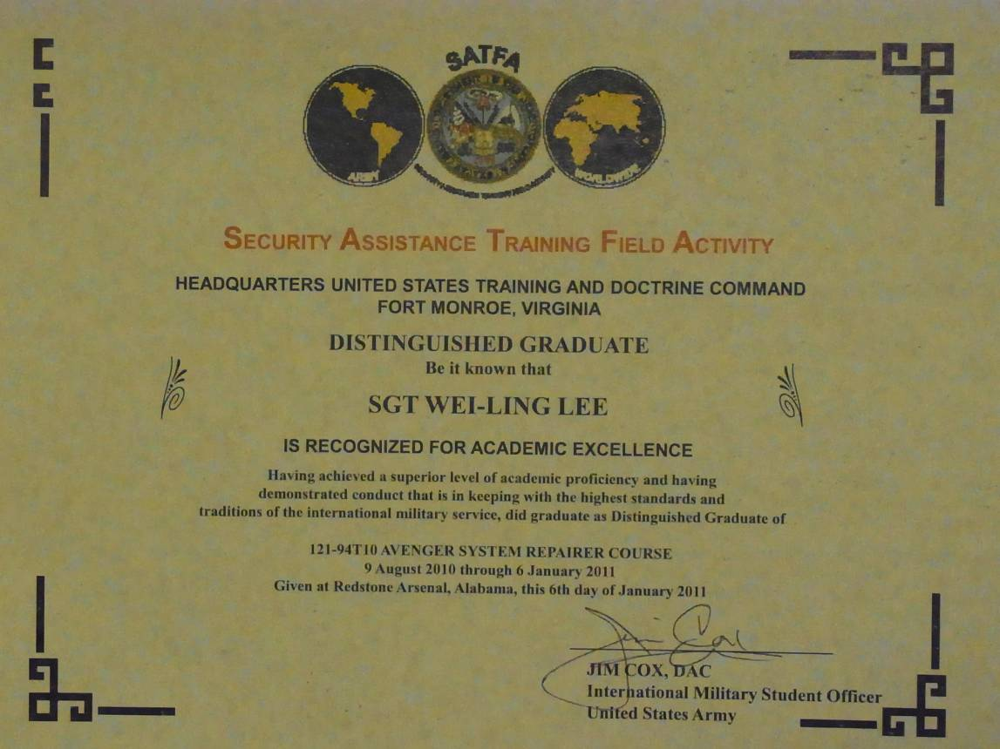 SATFA
ARMY
WORLDWIDE
SECURITY ASSISTANCE TRAINING FIELD ACTIVITY
HEADQUARTERS UNITED STATES TRAINING AND DOCTRINE COMMAND
FORT MONROE, VIRGINIA
DISTINGUISHED GRADUATE
Be it known that
SGT WEI-LING LEE
IS RECOGNIZED FOR ACADEMIC EXCELLENCE
Having achieved a superior level of academic proficiency and having
demonstrated conduct that is in keeping with the highest standards and
traditions of the international military service, did graduate as Distinguished Graduate of
121-94T10 AVENGER SYSTEM REPAIRER COURSE
9 August 2010 through 6 January 2011
Given at Redstone Arsenal, Alabama, this 6th day of January 2011
Jim Cox
JIM COX, DAC
International Military Student Officer
United States Army